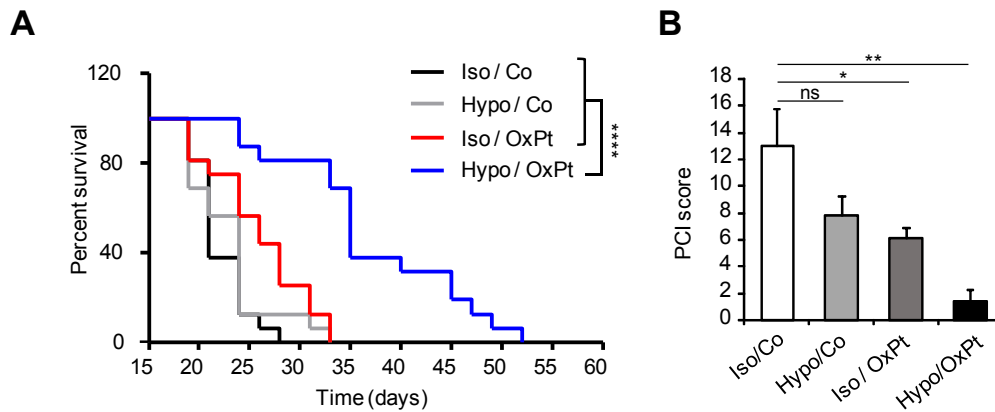 A
B
120
80
40
0
Percent survival
15 20 25 30 35 40 45 50 55 60
Time (days)
Iso / Co
Hypo / Co
Iso / OxPt
Hypo / OxPt
****
18
16
14
12
10
8
6
4
2
0
PCI score
**
*
ns
Iso/Co
Hypo/Co
Iso / OxPt
Hypo/OxPt